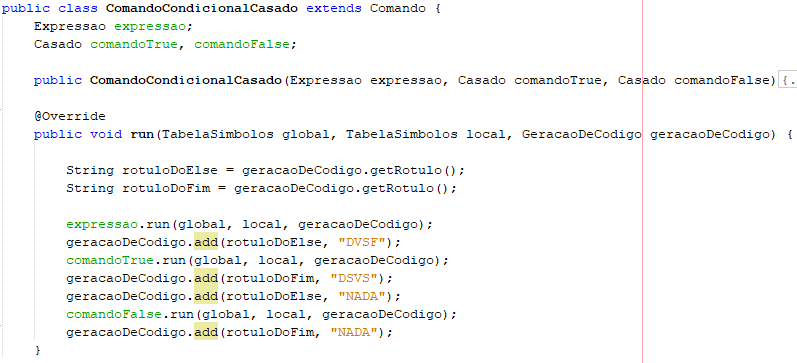 public class ComandoCondicionalCasado extends Comando {
    Expressao expressao;
    Casado comandoTrue, comandoFalse;
    public ComandoCondicionalCasado(Expressao expressao, Casado comandoTrue, Casado comandoFalse){.
    @Override
    public void run(TabelaSimbolos global, TabelaSimbolos local, GeracaoDeCodigo geracaoDeCodigo) {
        String rotuloDoElse = geracaoDeCodigo.getRotulo();
        String rotuloDoFim = geracaoDeCodigo.getRotulo();
        expressao.run(global, local, geracaoDeCodigo);
        geracaoDeCodigo.add(rotuloDoElse, "DVSF");
        comandoTrue.run(global, local, geracaoDeCodigo);
        geracaoDeCodigo.add(rotuloDoFim, "DSVS");
        geracaoDeCodigo.add(rotuloDoElse, "NADA");
        comandoFalse.run(global, local, geracaoDeCodigo);
        geracaoDeCodigo.add(rotuloDoFim, "NADA");
    }